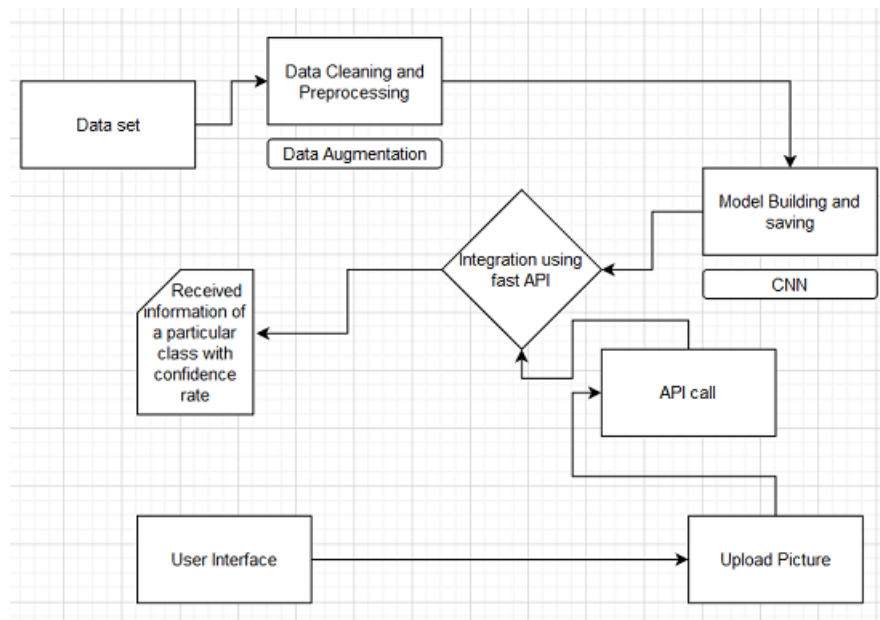 Data Cleaning and
Preprocessing
Data set
Data Augmentation
Model Building and
saving
CNN
Integration using
fast API
Received
information of
a particular
class with
confidence
rate
API call
User Interface
Upload Picture